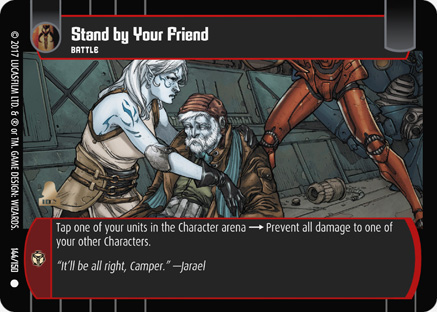 Stand by Your Friend
BATTLE
Tap one of your units in the Character arena → Prevent all damage to one of
your other Characters.
“It’ll be all right, Camper.” —Jarael
© 2017 LUCASFILM LTD. & ® or TM. GAME DESIGN: WIZARDS.
144/150